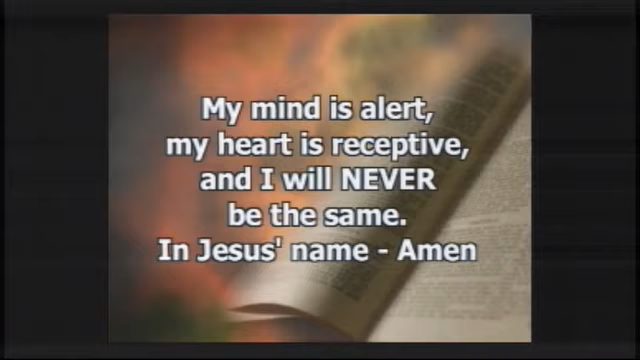 My mind is alert,
my heart is receptive,
and I will NEVER
be the same.
In Jesus' name - Amen